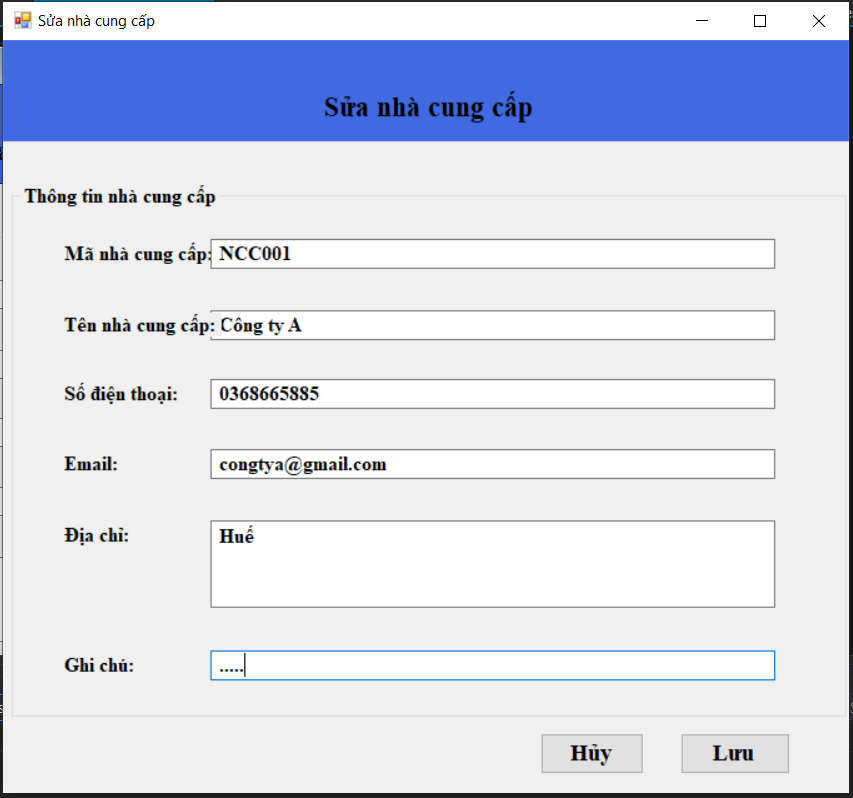 Sửa nhà cung cấp
Sửa nhà cung cấp
Thông tin nhà cung cấp
Mã nhà cung cấp: NCC001
Tên nhà cung cấp: Công ty A
Số điện thoại: 0368665885
Email: congtya@gmail.com
Địa chỉ: Huế
Ghi chú: .....
Hủy Lưu